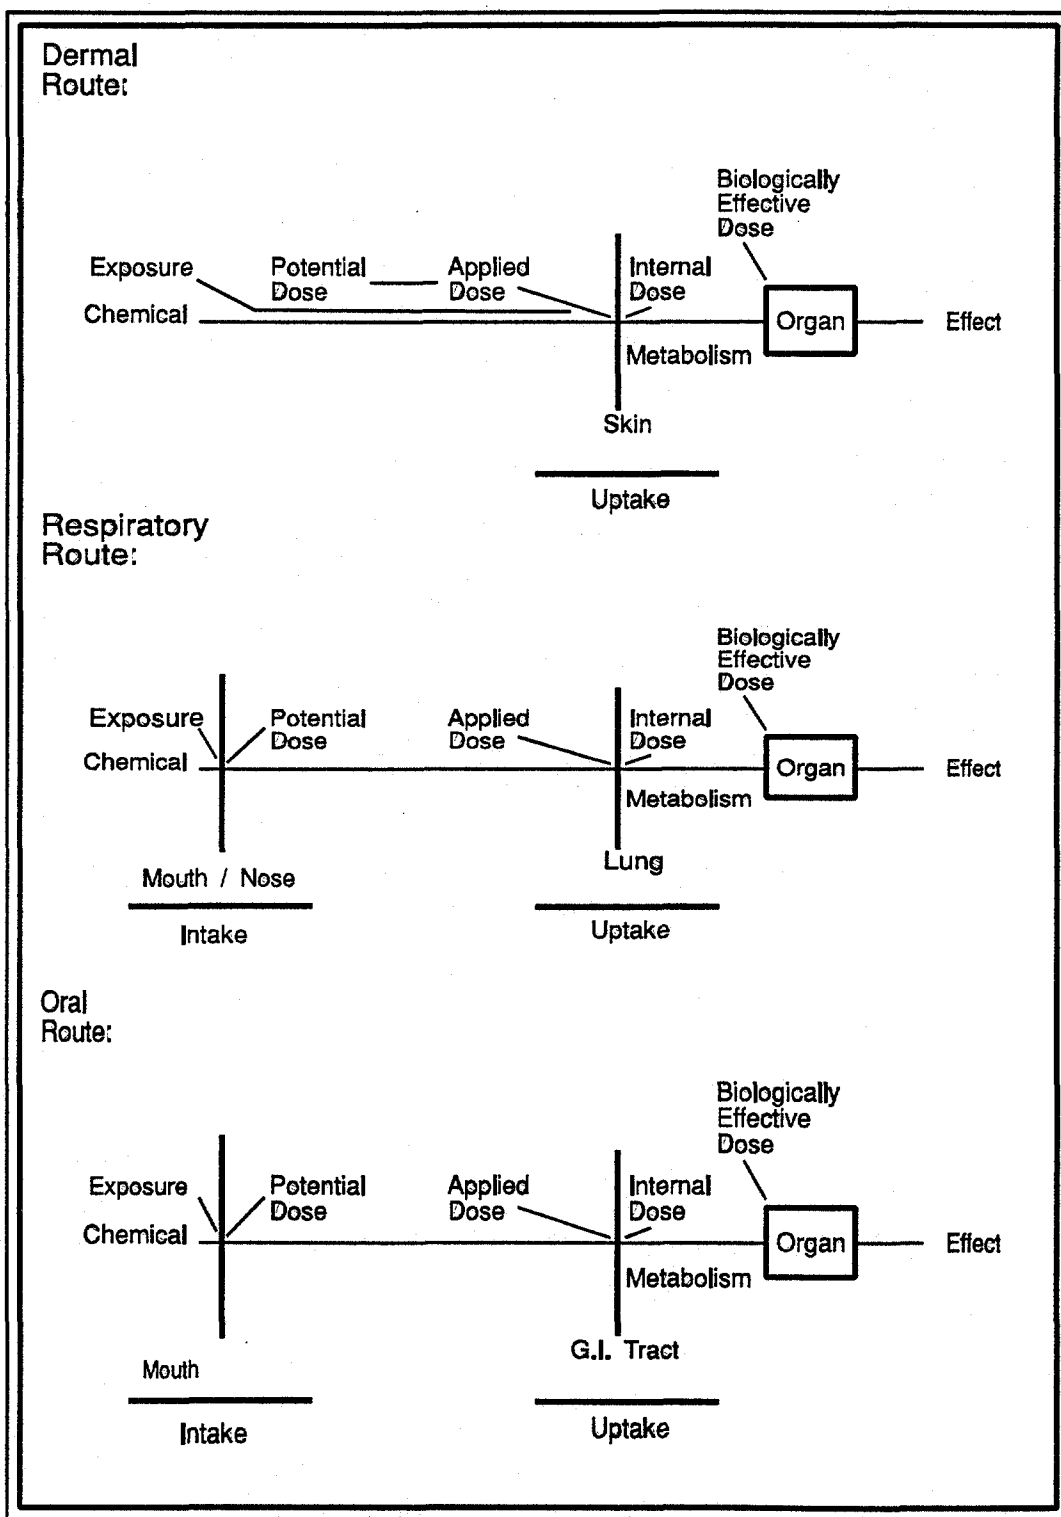 Dermal
Route:
Biologically
Effective
Dose
Exposure
Potential
Dose
Applied
Dose
Internal
Dose
Chemical
Organ
Effect
Metabolism
Skin
Uptake
Respiratory
Route:
Biologically
Effective
Dose
Exposure
Potential
Dose
Applied
Dose
Internal
Dose
Chemical
Organ
Effect
Metabolism
Lung
Mouth / Nose
Intake
Uptake
Oral
Route:
Biologically
Effective
Dose
Exposure
Potential
Dose
Applied
Dose
Internal
Dose
Chemical
Organ
Effect
Metabolism
G.I. Tract
Mouth
Intake
Uptake